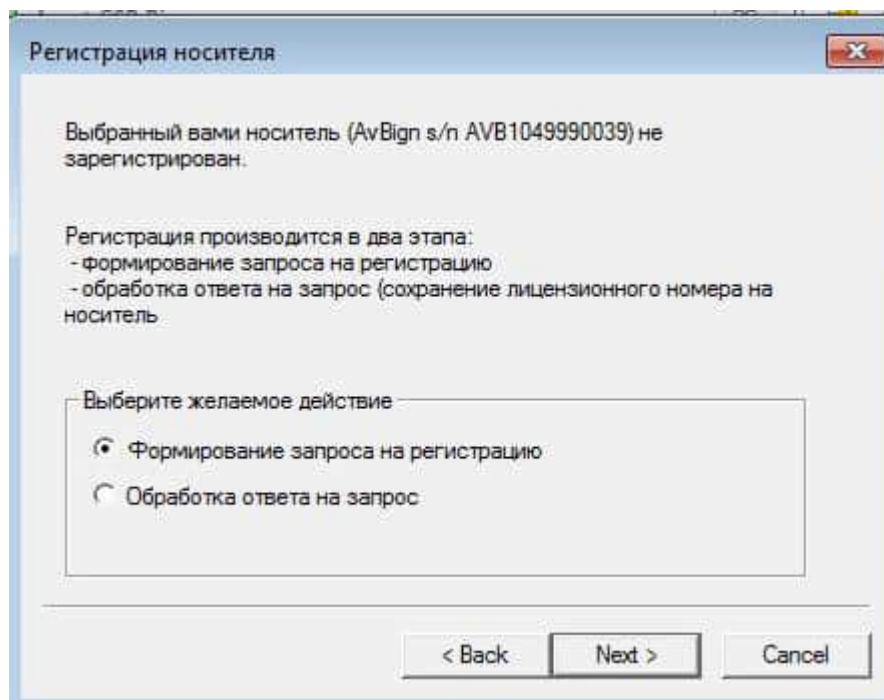 Регистрация носителя
Выбранный вами носитель (AvBign s/n AVB1049990039) не
зарегистрирован.
Регистрация производится в два этапа:
- формирование запроса на регистрацию
- обработка ответа на запрос (сохранение лицензионного номера на
носитель
Выберите желаемое действие
Формирование запроса на регистрацию
Обработка ответа на запрос
< Back
Next >
Cancel